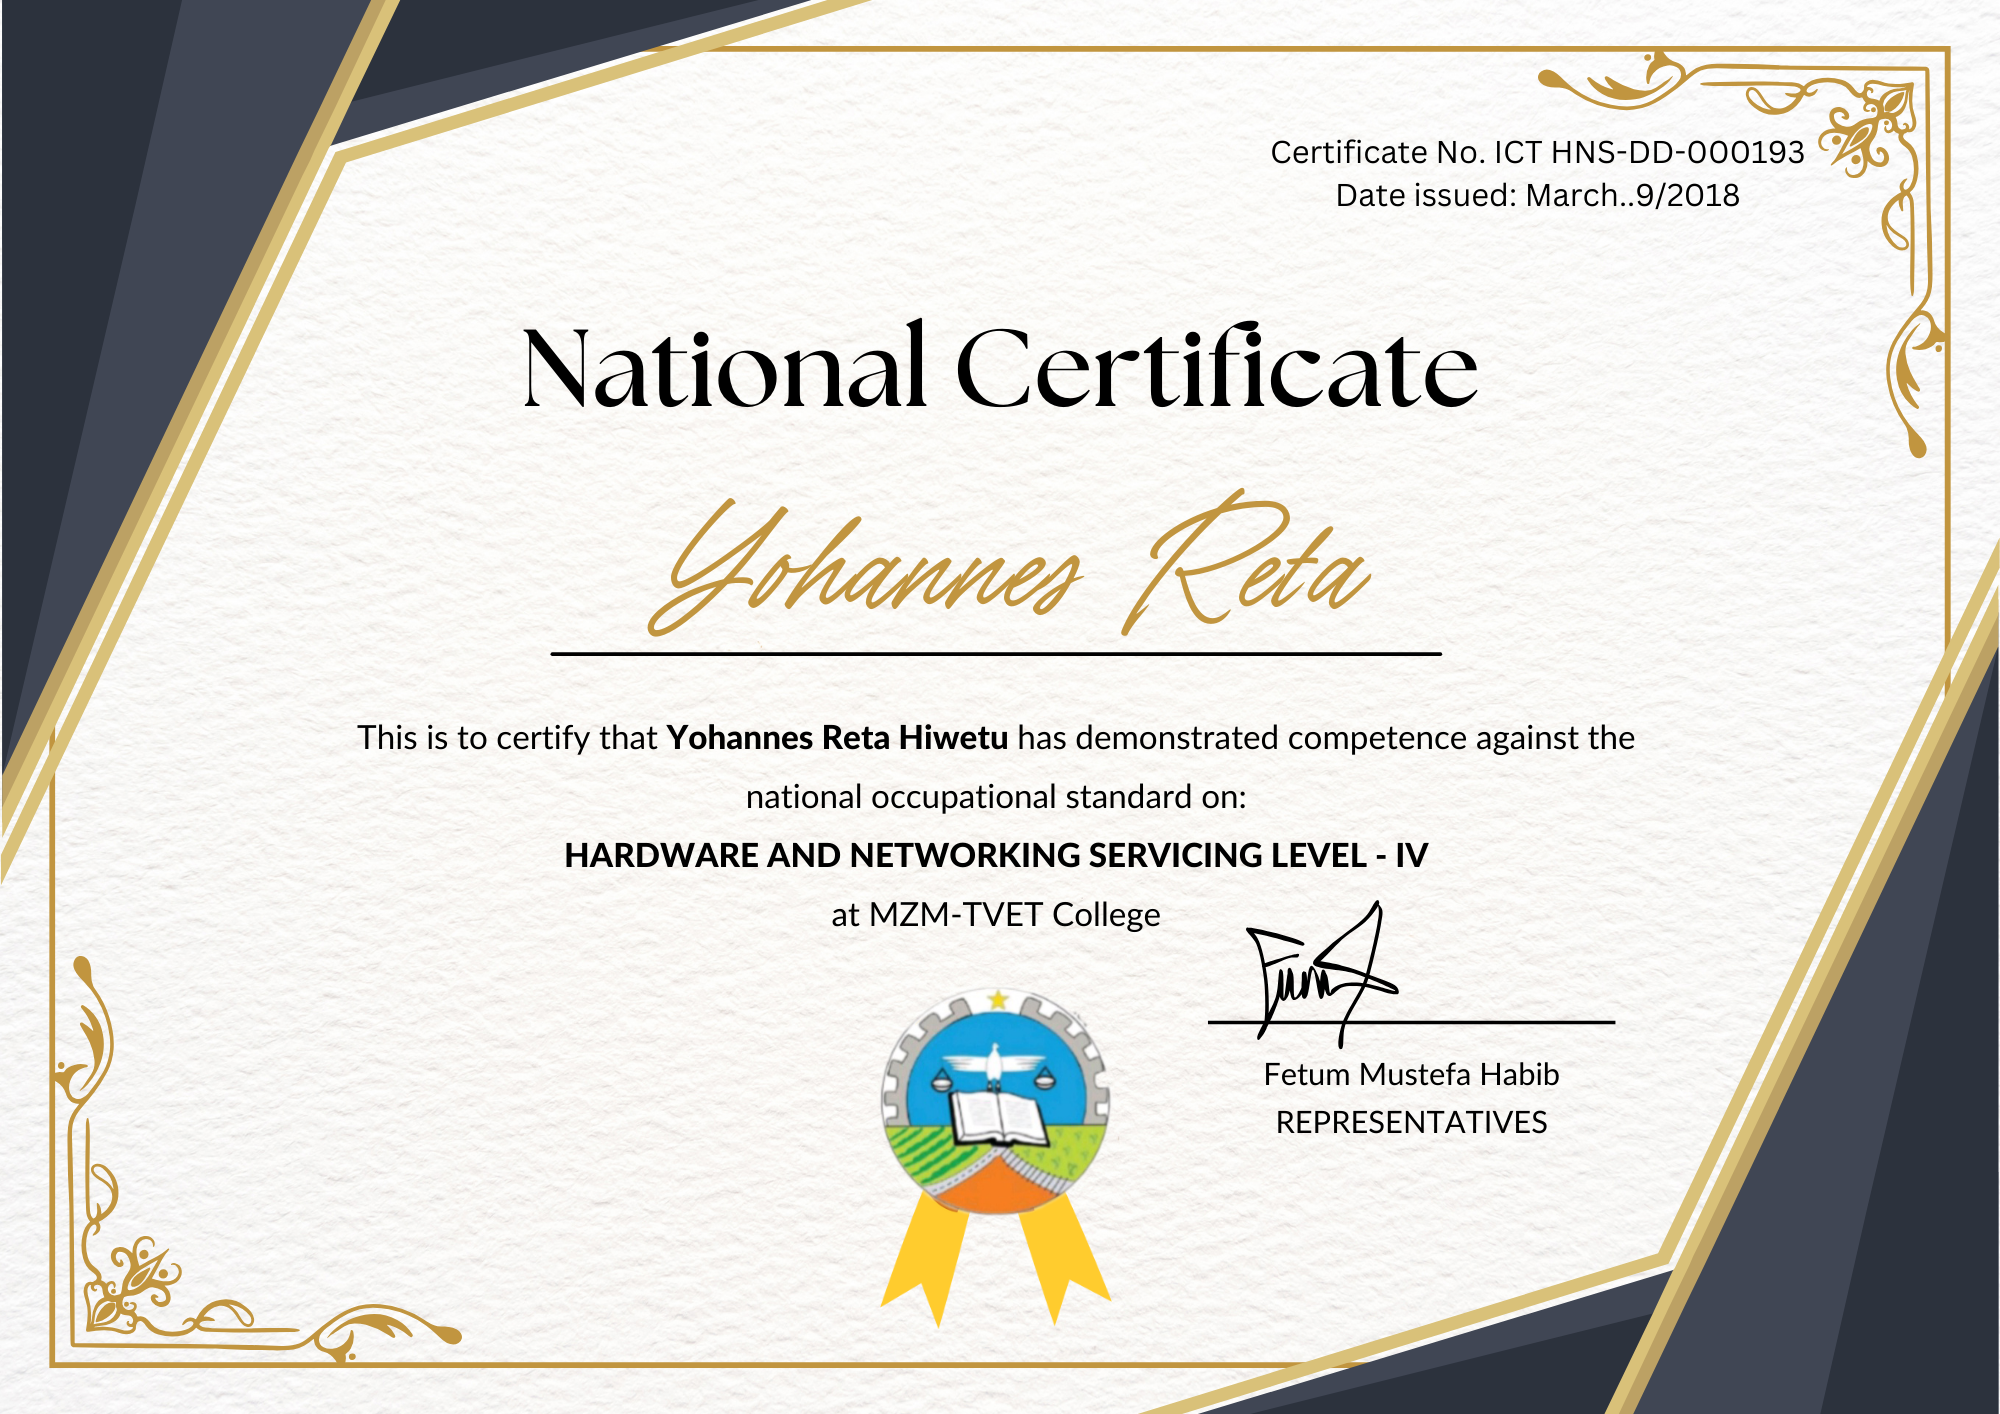 Certificate No. ICT HNS-DD-000193
Date issued: March..9/2018
National Certificate
Yohannes Reta
This is to certify that Yohannes Reta Hiwetu has demonstrated competence against the
national occupational standard on:
HARDWARE AND NETWORKING SERVICING LEVEL - IV
at MZM-TVET College
Fetum Mustefa Habib
REPRESENTATIVES